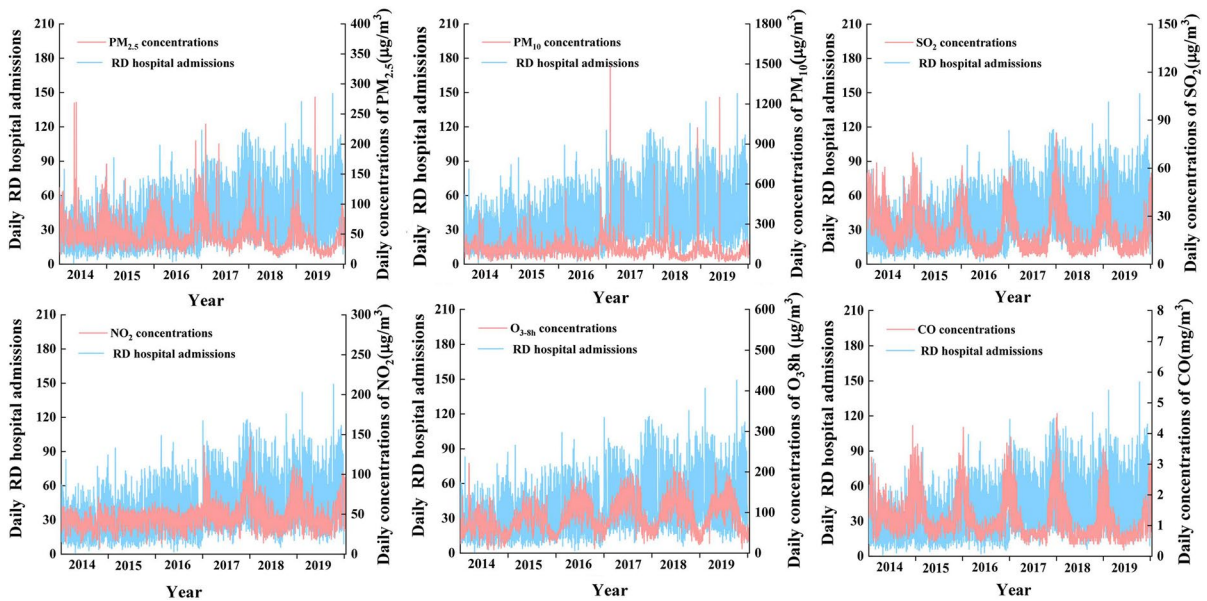 PM2.5 concentrations
RD hospital admissions
Daily RD hospital admissions
210
180
150
120
90
60
30
0
400
350
300
250
200
150
100
50
0
Daily concentrations of PM2.5(μg/m³)
2014 2015 2016 2017 2018 2019
Year
PM10 concentrations
RD hospital admissions
Daily RD hospital admissions
210
180
150
120
90
60
30
0
1800
1500
1200
900
600
300
0
Daily concentrations of PM10(μg/m³)
2014 2015 2016 2017 2018 2019
Year
SO2 concentrations
RD hospital admissions
Daily RD hospital admissions
210
180
150
120
90
60
30
0
150
120
90
60
30
0
Daily concentrations of SO2(μg/m³)
2014 2015 2016 2017 2018 2019
Year
NO2 concentrations
RD hospital admissions
Daily RD hospital admissions
210
180
150
120
90
60
30
0
300
250
200
150
100
50
0
Daily concentrations of NO2(μg/m³)
2014 2015 2016 2017 2018 2019
Year
O3-8h concentrations
RD hospital admissions
Daily RD hospital admissions
210
180
150
120
90
60
30
0
600
500
400
300
200
100
0
Daily concentrations of O38h (μg/m³)
2014 2015 2016 2017 2018 2019
Year
CO concentrations
RD hospital admissions
Daily RD hospital admissions
210
180
150
120
90
60
30
0
8
7
6
5
4
3
2
1
0
Daily concentrations of CO(mg/m³)
2014 2015 2016 2017 2018 2019
Year